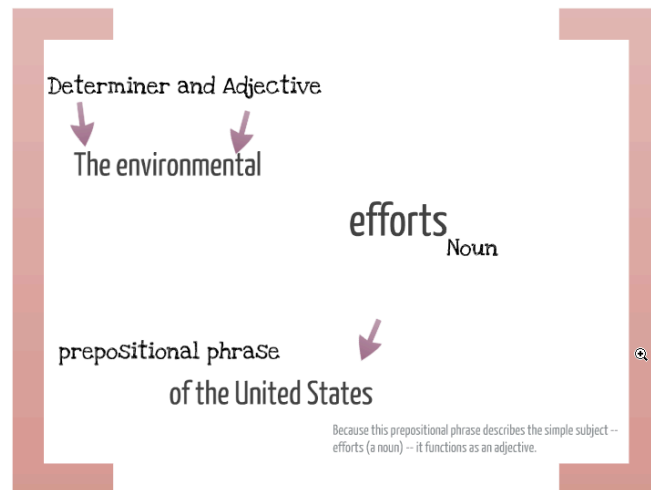 Determiner and Adjective
The environmental
efforts
Noun
prepositional phrase
of the United States
Because this prepositional phrase describes the simple subject --
efforts (a noun) -- it functions as an adjective.